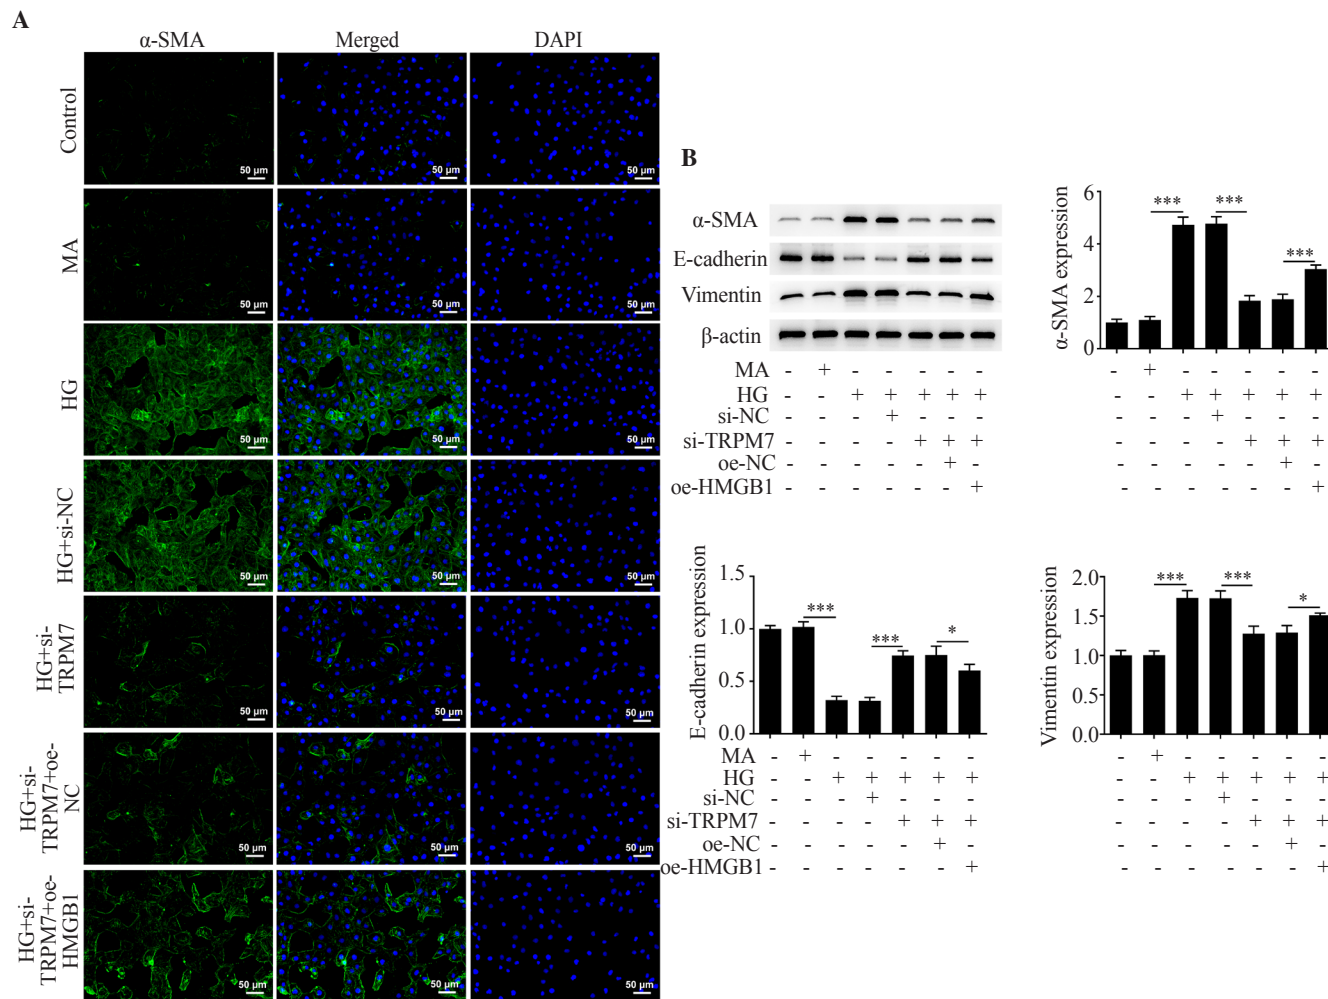 A
α-SMA Merged DAPI
Control
50 μm 50 μm 50 μm
MA
50 μm 50 μm 50 μm
HG
50 μm 50 μm 50 μm
HG+si-NC
50 μm 50 μm 50 μm
HG+si-
TRPM7
50 μm 50 μm 50 μm
HG+si-
TRPM7+oe-
NC
50 μm 50 μm 50 μm
HG+si-
TRPM7+oe-
HMGB1
50 μm 50 μm 50 μm
B
α-SMA
E-cadherin
Vimentin
β-actin
MA - + - - - - -
HG - - + + + + +
si-NC - - - + - - -
si-TRPM7 - - - - + + +
oe-NC - - - - - + -
oe-HMGB1 - - - - - - +
α-SMA expression
6
4
2
0
*** *** ***
- + - - - - -
- - + + + + +
- - - + - - -
- - - - + + +
- - - - - + -
- - - - - - +
E-cadherin expression
1.5
1.0
0.5
0.0
*** *** *
MA - + - - - - -
HG - - + + + + +
si-NC - - - + - - -
si-TRPM7 - - - - + + +
oe-NC - - - - - + -
oe-HMGB1 - - - - - - +
Vimentin expression
2.0
1.5
1.0
0.5
0.0
*** *** *
- + - - - - -
- - + + + + +
- - - + - - -
- - - - + + +
- - - - - + -
- - - - - - +